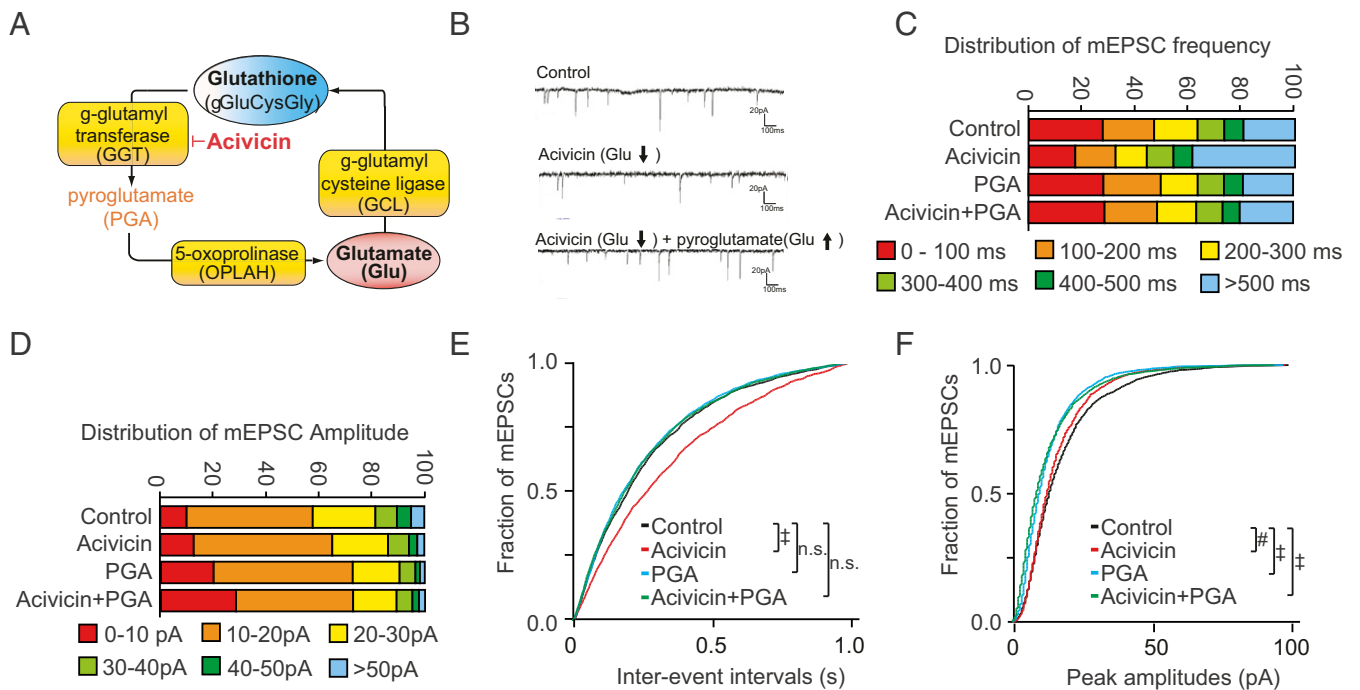 A
Glutathione
(gGluCysGly)
g-glutamyl
transferase
(GGT)
Acivicin
g-glutamyl
cysteine ligase
(GCL)
pyroglutamate
(PGA)
5-oxoprolinase
(OPLAH)
Glutamate
(Glu)
B
Control
20pA
100ms
Acivicin (Glu ↓ )
20pA
100ms
Acivicin (Glu ↓ ) + pyroglutamate(Glu ↑ )
20pA
100ms
C
Distribution of mEPSC frequency
0 20 40 60 80 100
Control
Acivicin
PGA
Acivicin+PGA
0 - 100 ms 100-200 ms 200-300 ms
300-400 ms 400-500 ms >500 ms
D
Distribution of mEPSC Amplitude
0 20 40 60 80 100
Control
Acivicin
PGA
Acivicin+PGA
0-10 pA 10-20pA 20-30pA
30-40pA 40-50pA >50pA
E
Fraction of mEPSCs
1.0
0.5
0.0
Control
Acivicin
PGA
Acivicin+PGA
‡
n.s.
n.s.
0 0.5 1.0
Inter-event intervals (s)
F
Fraction of mEPSCs
1.0
0.5
0.0
Control
Acivicin
PGA
Acivicin+PGA
#
‡
‡
0 50 100
Peak amplitudes (pA)